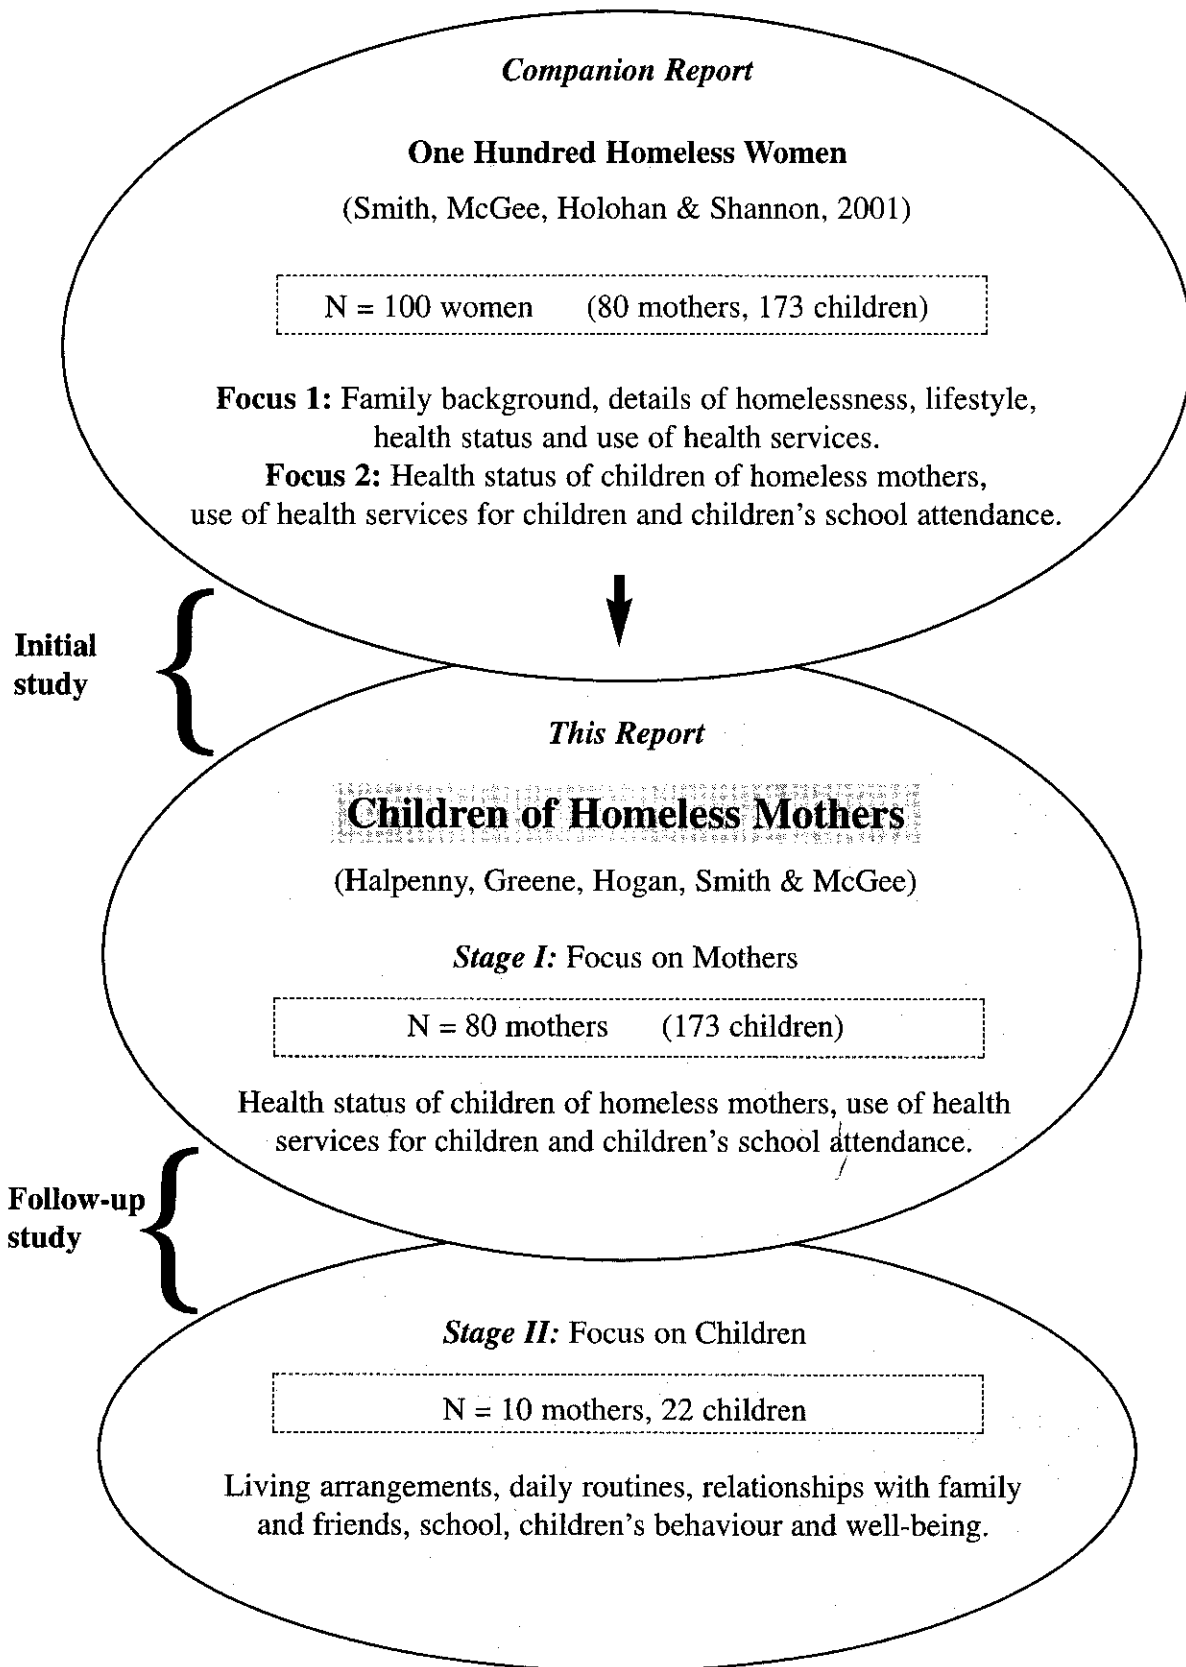 Companion Report
One Hundred Homeless Women
(Smith, McGee, Holohan & Shannon, 2001)
N = 100 women (80 mothers, 173 children)
Focus 1: Family background, details of homelessness, lifestyle,
health status and use of health services.
Focus 2: Health status of children of homeless mothers,
use of health services for children and children's school attendance.
Initial
study
This Report
Children of Homeless Mothers
(Halpenny, Greene, Hogan, Smith & McGee)
Stage I: Focus on Mothers
N = 80 mothers (173 children)
Health status of children of homeless mothers, use of health
services for children and children's school attendance.
Follow-up
study
Stage II: Focus on Children
N = 10 mothers, 22 children
Living arrangements, daily routines, relationships with family
and friends, school, children's behaviour and well-being.